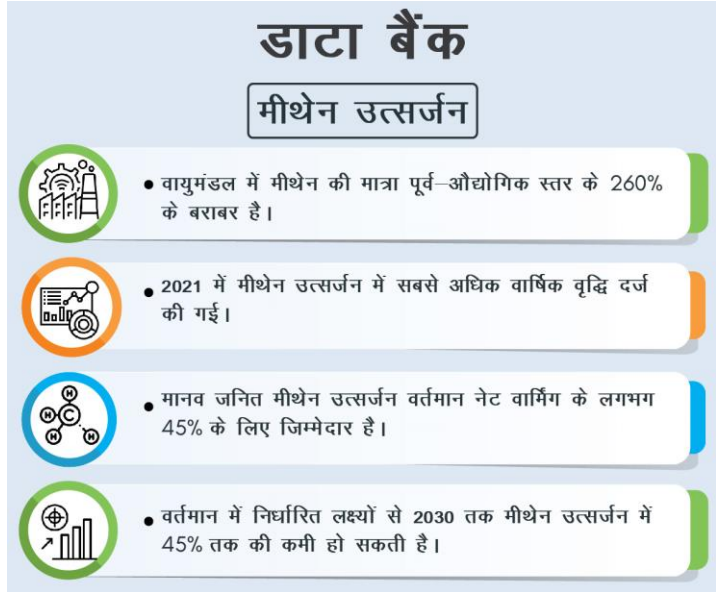 डाटा बैंक
मीथेन उत्सर्जन
• वायुमंडल में मीथेन की मात्रा पूर्व–औद्योगिक स्तर के 260%
के बराबर है।
• 2021 में मीथेन उत्सर्जन में सबसे अधिक वार्षिक वृद्धि दर्ज
की गई।
• मानव जनित मीथेन उत्सर्जन वर्तमान नेट वार्मिंग के लगभग
45% के लिए जिम्मेदार है।
• वर्तमान में निर्धारित लक्ष्यों से 2030 तक मीथेन उत्सर्जन में
45% तक की कमी हो सकती है।
H
H
C
H
H